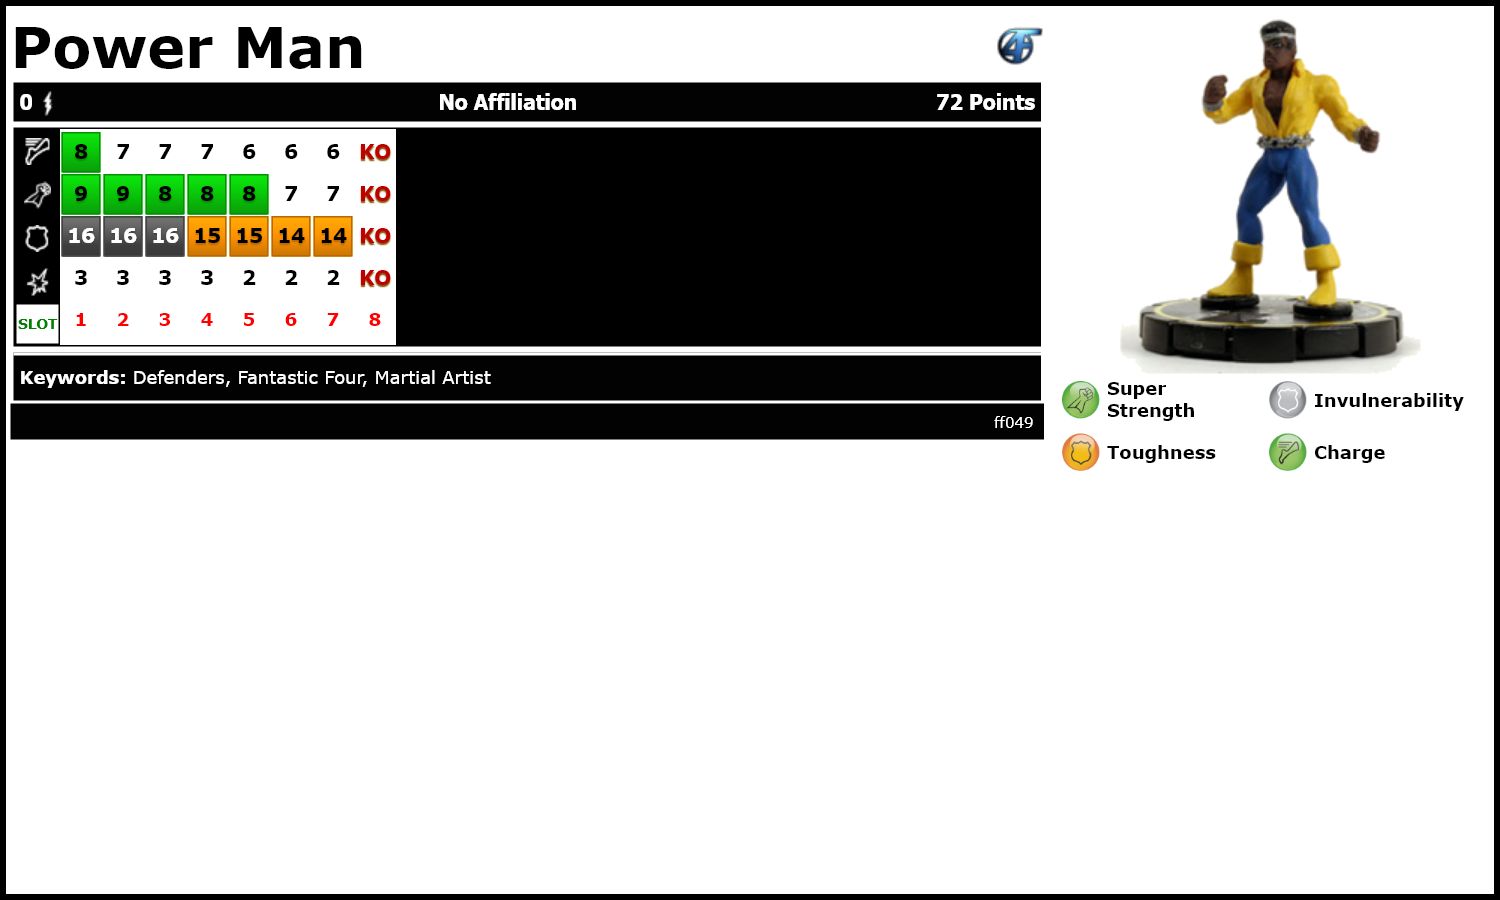 Power Man
0 No Affiliation 72 Points
8 7 7 7 6 6 6 KO
9 9 8 8 8 7 7 KO
16 16 16 15 15 14 14 KO
3 3 3 3 2 2 2 KO
SLOT 1 2 3 4 5 6 7 8
Keywords: Defenders, Fantastic Four, Martial Artist
ff049
Super
Strength
Invulnerability
Toughness
Charge